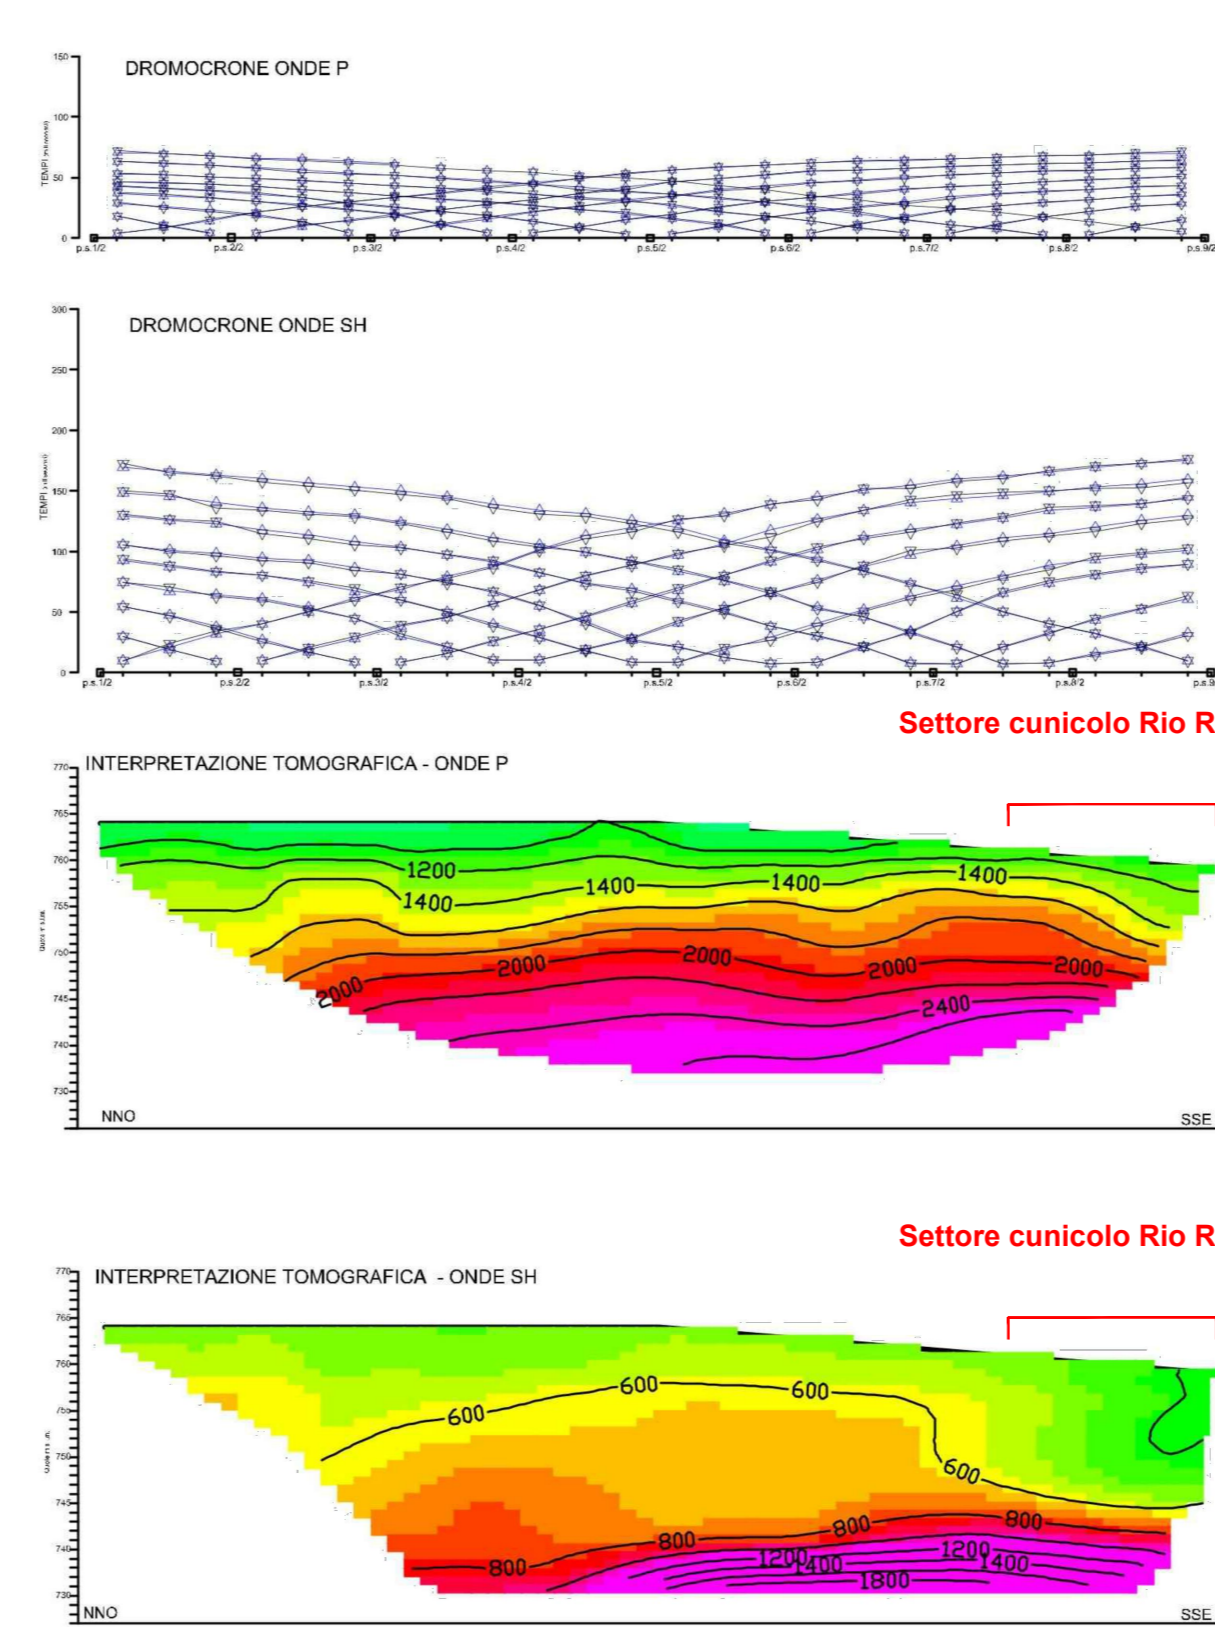 DROMOCRONE ONDE P
150
100
50
0
p.s.1/2 p.s.2/2 p.s.3/2 p.s.4/2 p.s.5/2 p.s.6/2 p.s.7/2 p.s.8/2 p.s.9/2
DROMOCRONE ONDE SH
300
250
200
150
100
50
0
p.s.1/2 p.s.2/2 p.s.3/2 p.s.4/2 p.s.5/2 p.s.6/2 p.s.7/2 p.s.8/2 p.s.9
Settore cunicolo Rio R
INTERPRETAZIONE TOMOGRAFICA - ONDE P
770
765
760
755
750
745
740
730
1200
1400 1400 1400 1400
2000 2000 2000 2000 2000
2400
NNO SSE
Settore cunicolo Rio R
INTERPRETAZIONE TOMOGRAFICA - ONDE SH
770
765
760
755
750
745
740
730
600 600 600 600
800 800 800 800
1200 1400 1200 1400
1800
NNO SSE